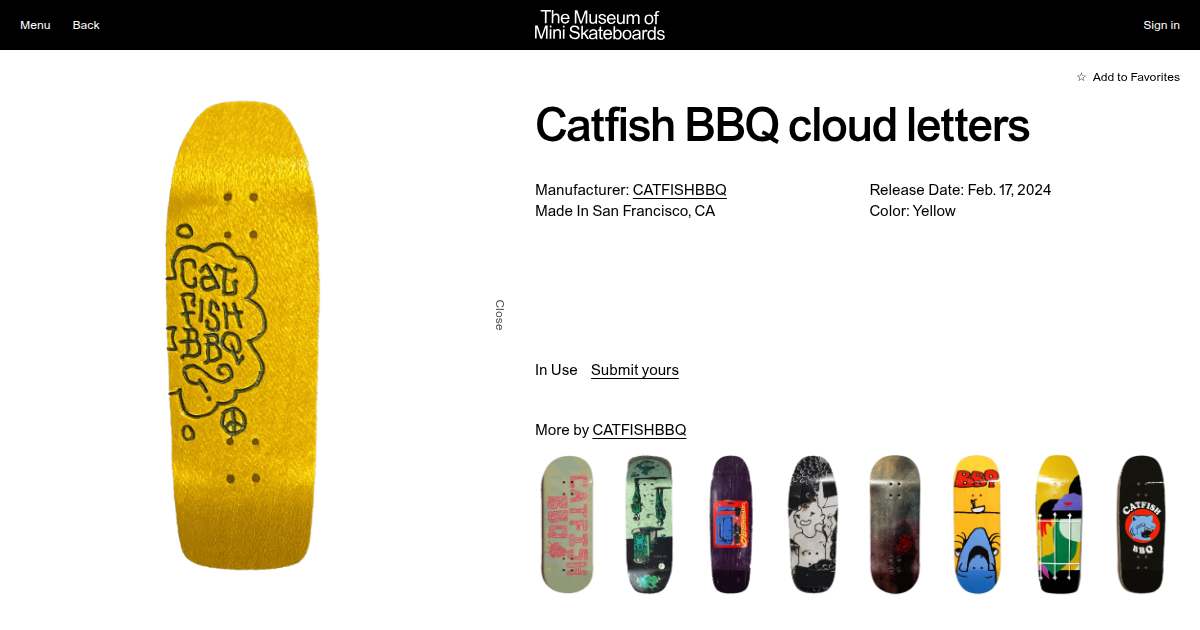 Menu
Back
The Museum of
Mini Skateboards
Sign in
☆ Add to Favorites
Catfish BBQ cloud letters
Manufacturer: CATFISHBBQ
Made In San Francisco, CA
Release Date: Feb. 17, 2024
Color: Yellow
CAT
FISH
BBQ
Close
In Use
Submit yours
More by CATFISHBBQ
CATFISH
BBQ
BBQ
CATFISH
BBQ